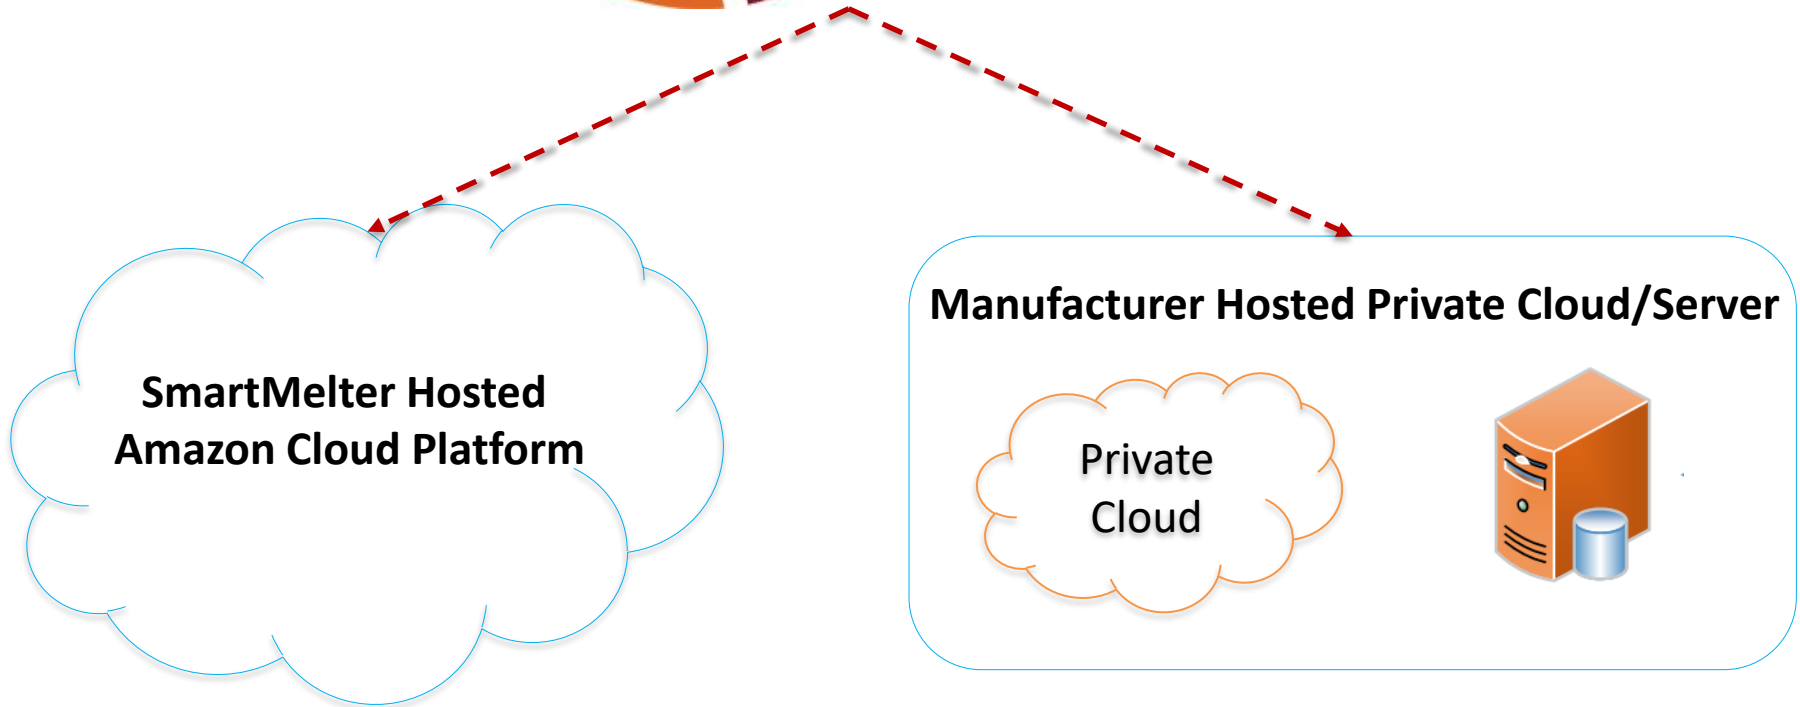 Manufacturer Hosted Private Cloud/Server
SmartMelter Hosted
Amazon Cloud Platform
Private
Cloud